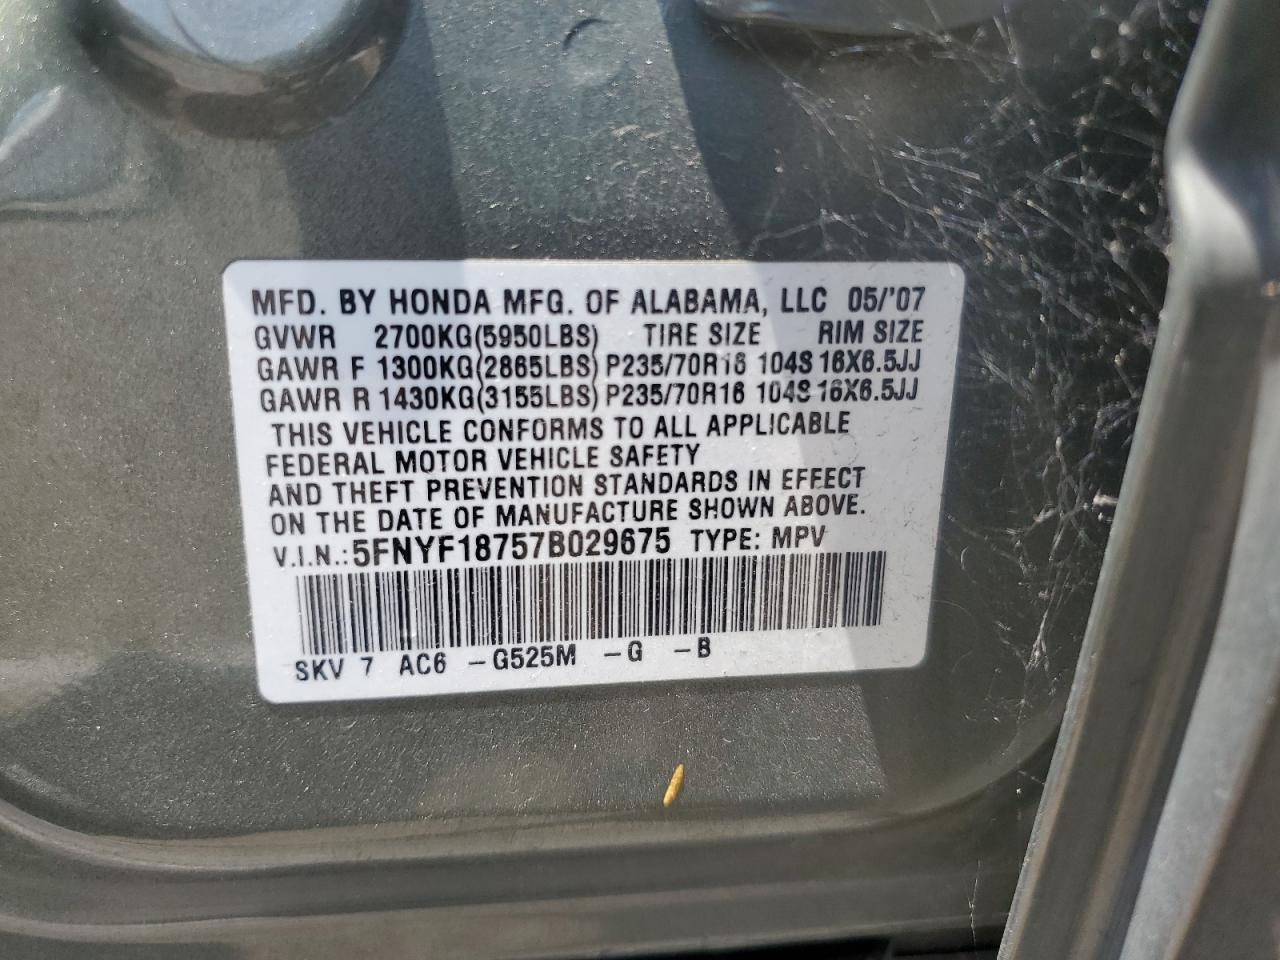 MFD. BY HONDA MFG. OF ALABAMA, LLC 05/'07
GVWR 2700KG(5950LBS) TIRE SIZE RIM SIZE
GAWR F 1300KG(2865LBS) P235/70R16 104S 16X6.5JJ
GAWR R 1430KG(3155LBS) P235/70R16 104S 16X6.5JJ
THIS VEHICLE CONFORMS TO ALL APPLICABLE
FEDERAL MOTOR VEHICLE SAFETY
AND THEFT PREVENTION STANDARDS IN EFFECT
ON THE DATE OF MANUFACTURE SHOWN ABOVE.
V.I.N.: 5FNYF18757B029675 TYPE: MPV
SKV 7 AC6 -G525M -G -B